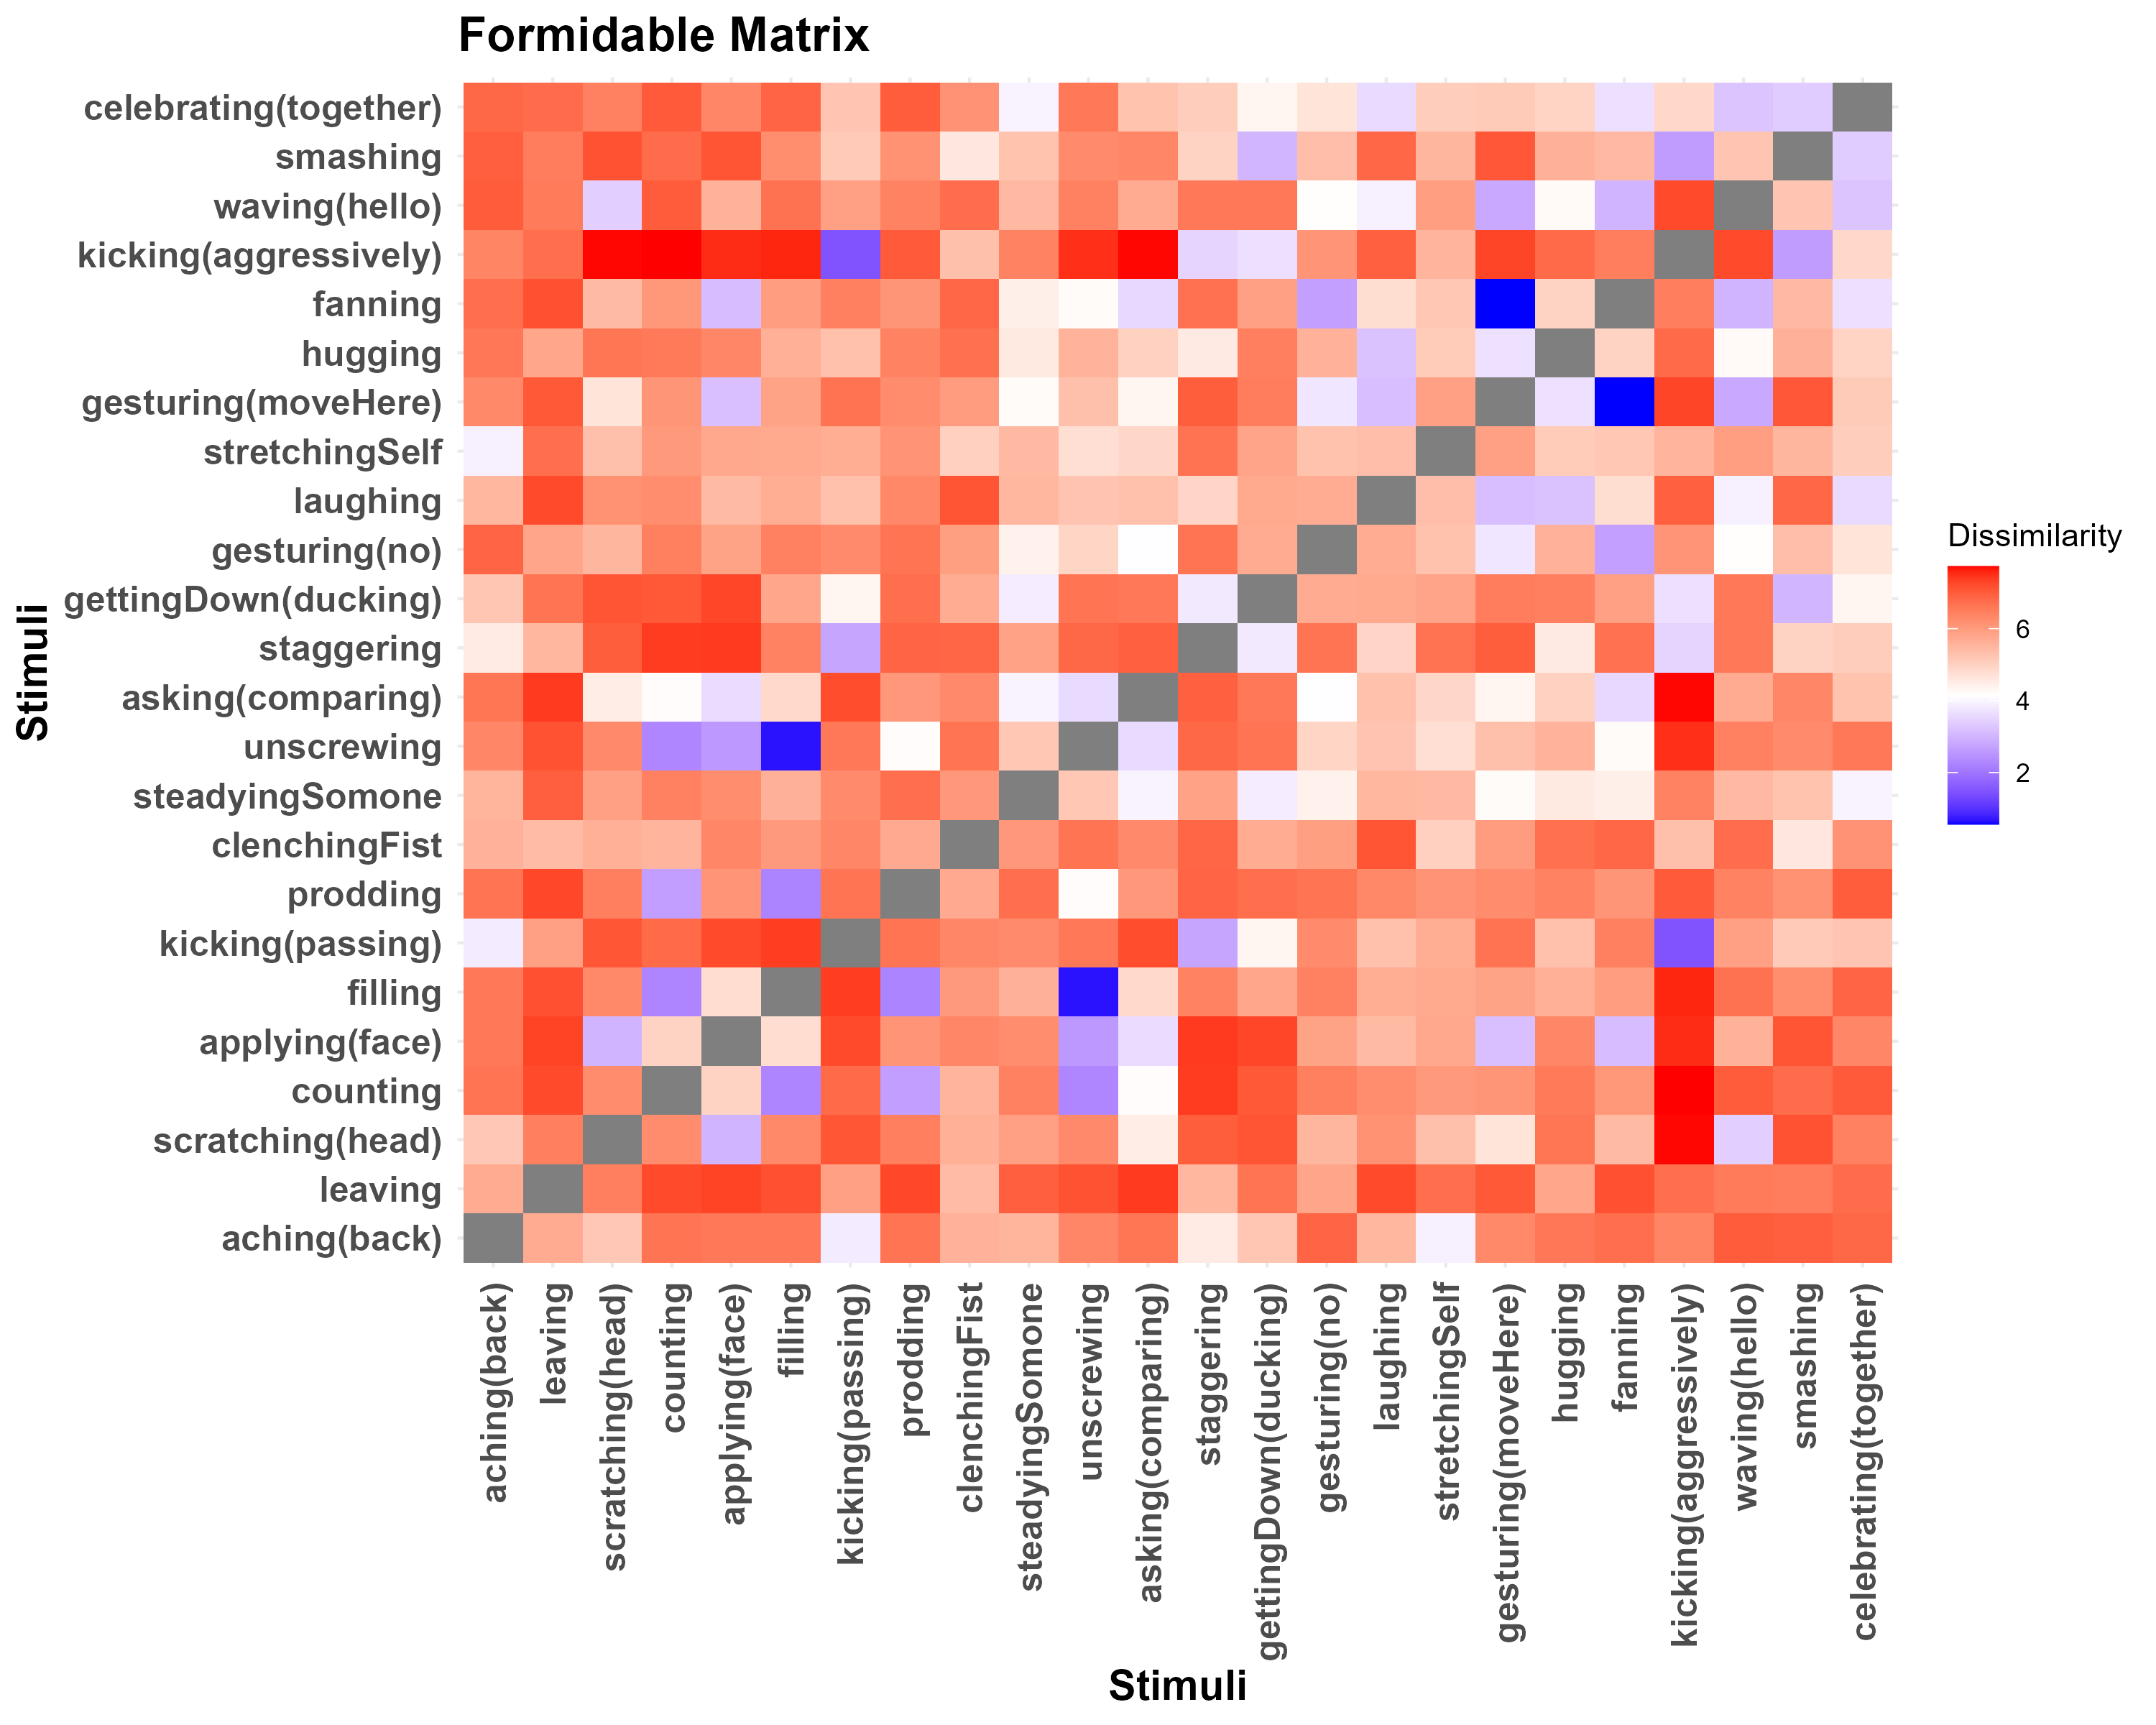 Formidable Matrix
celebrating(together)
smashing
waving(hello)
kicking(aggressively)
fanning
hugging
gesturing(moveHere)
stretchingSelf
laughing
gesturing(no)
gettingDown(ducking)
staggering
asking(comparing)
unscrewing
steadyingSomone
clenchingFist
prodding
kicking(passing)
filling
applying(face)
counting
scratching(head)
leaving
aching(back)
Stimuli
aching(back)
leaving
scratching(head)
counting
applying(face)
filling
kicking(passing)
prodding
clenchingFist
steadyingSomone
unscrewing
asking(comparing)
staggering
gettingDown(ducking)
gesturing(no)
laughing
stretchingSelf
gesturing(moveHere)
hugging
fanning
kicking(aggressively)
waving(hello)
smashing
celebrating(together)
Stimuli
Dissimilarity
6
4
2